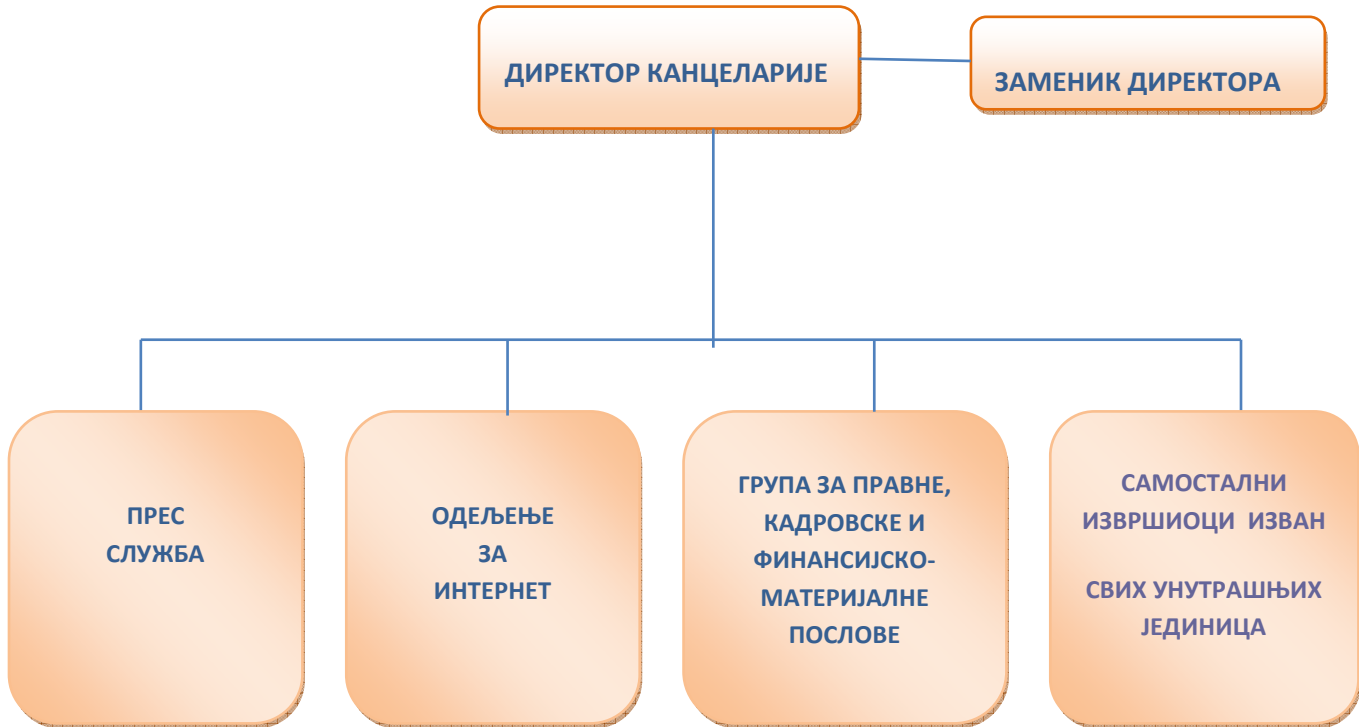 ДИРЕКТОР КАНЦЕЛАРИЈЕ
ЗАМЕНИК ДИРЕКТОРА
ПРЕС
СЛУЖБА
ОДЕЉЕЊЕ
ЗА
ИНТЕРНЕТ
ГРУПА ЗА ПРАВНЕ,
КАДРОВСКЕ И
ФИНАНСИЈСКО-
МАТЕРИЈАЛНЕ
ПОСЛОВЕ
САМОСТАЛНИ
ИЗВРШИОЦИ ИЗВАН
СВИХ УНУТРАШЊИХ
ЈЕДИНИЦА